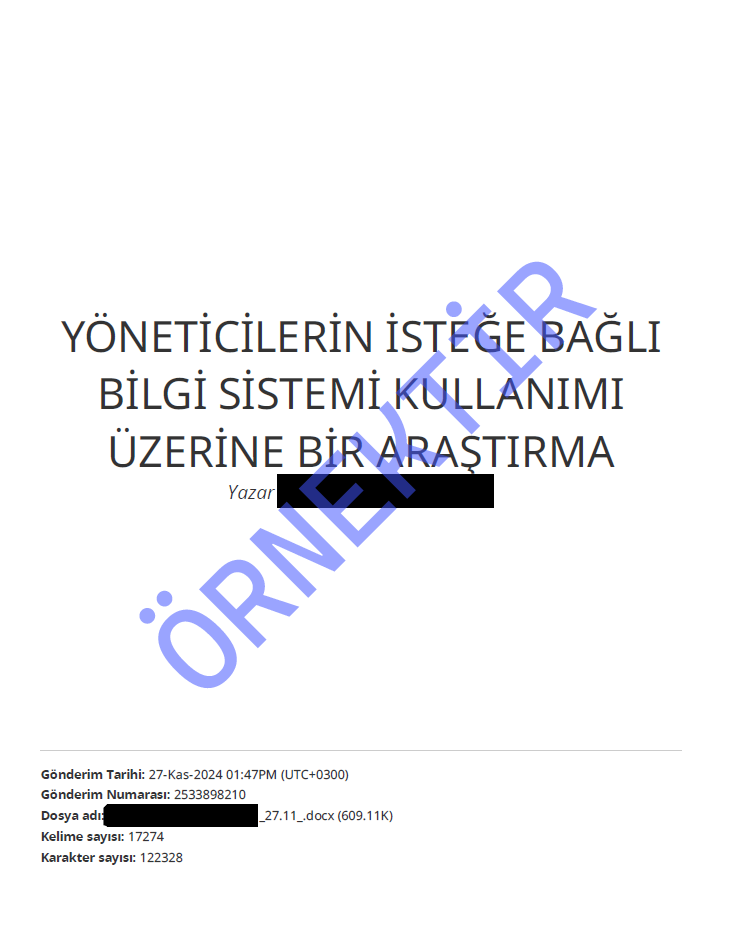 YÖNETİCİLERİN İSTEĞE BAĞLI
BİLGİ SİSTEMİ KULLANIMI
ÜZERİNE BİR ARAŞTIRMA
Yazar
ÖRNEKTİR
Gönderim Tarihi: 27-Kas-2024 01:47PM (UTC+0300)
Gönderim Numarası: 2533898210
Dosya adı: _27.11_.docx (609.11K)
Kelime sayısı: 17274
Karakter sayısı: 122328